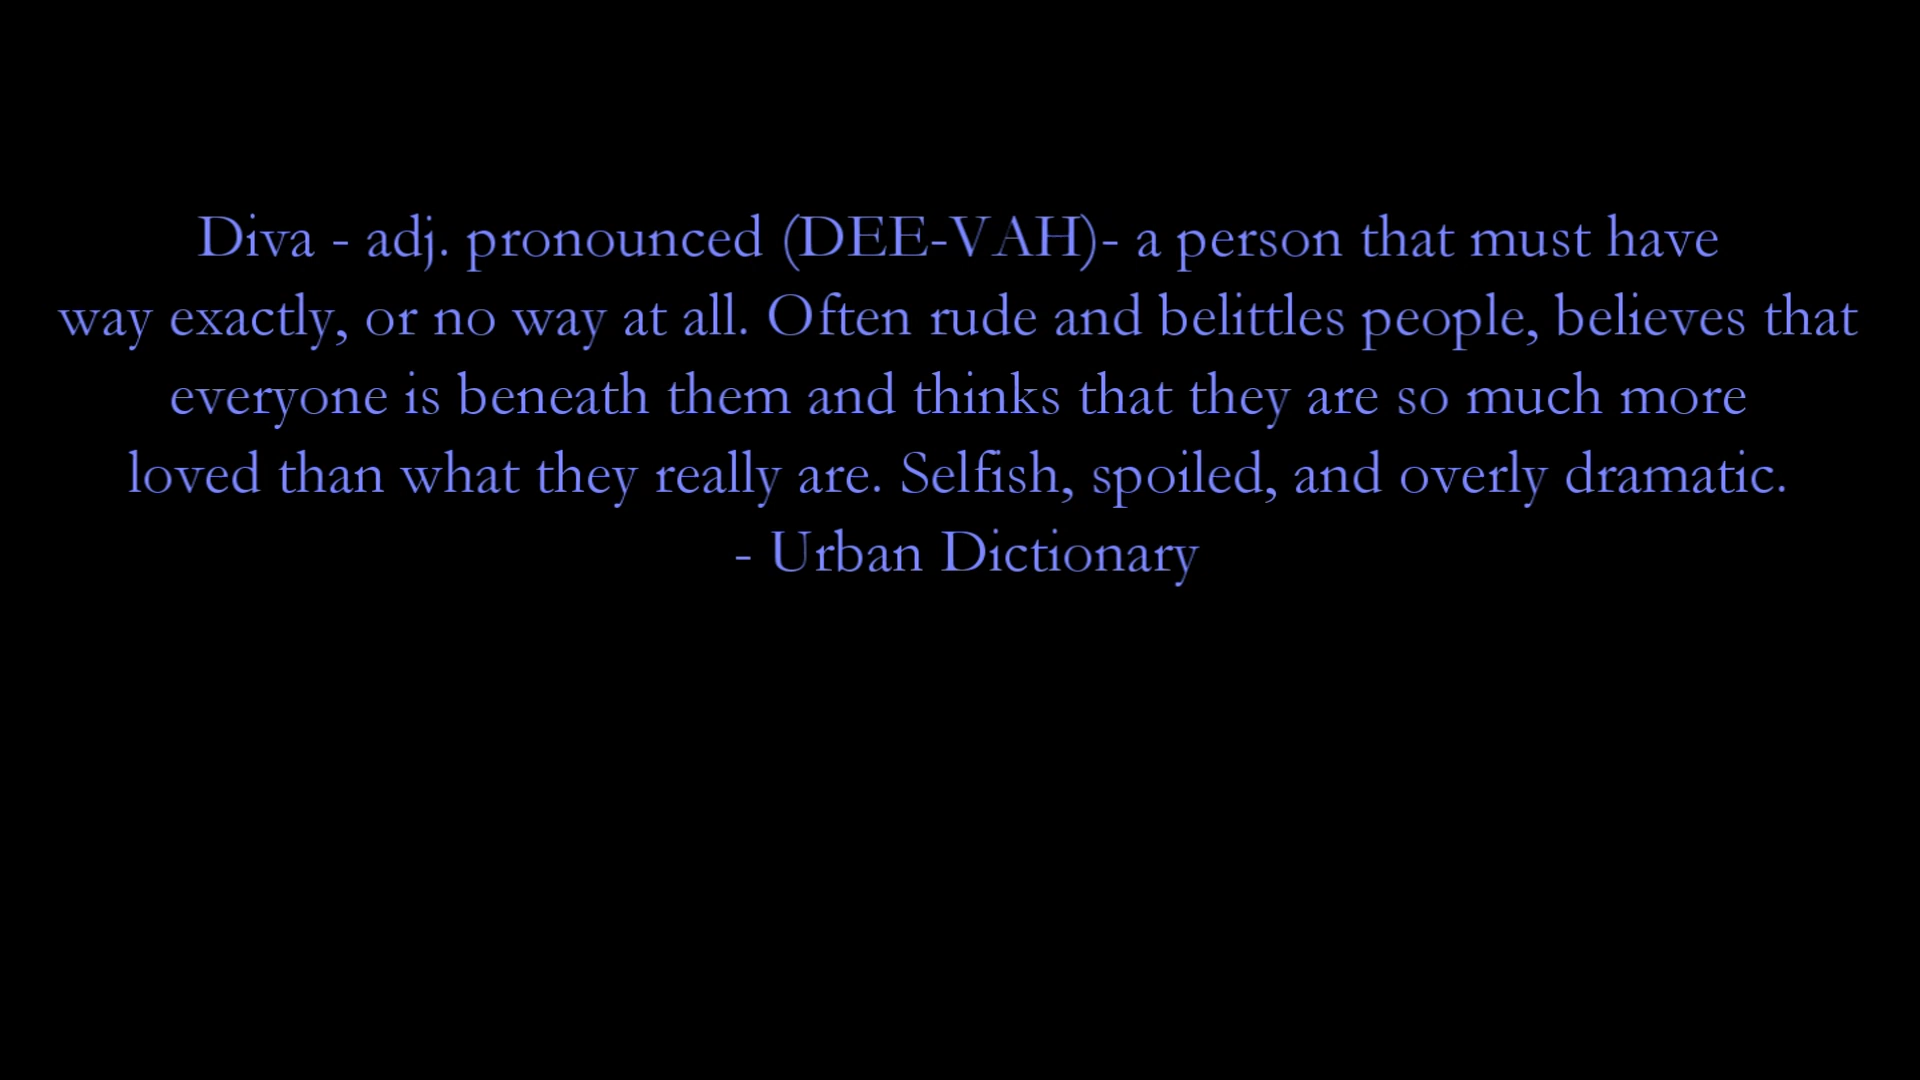 Diva - adj. pronounced (DEE-VAH)- a person that must have
way exactly, or no way at all. Often rude and belittles people, believes that
everyone is beneath them and thinks that they are so much more
loved than what they really are. Selfish, spoiled, and overly dramatic.
- Urban Dictionary